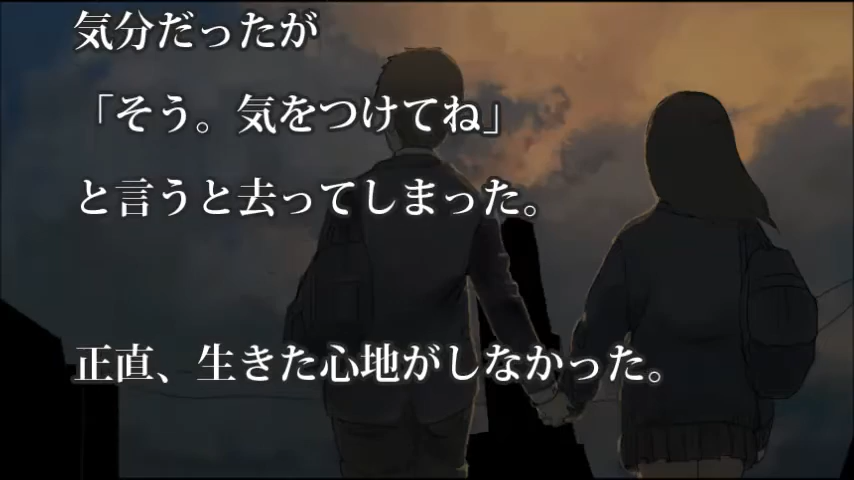 気分だったが
「そう。気をつけてね」
と言うと去ってしまった。
正直、生きた心地がしなかった。